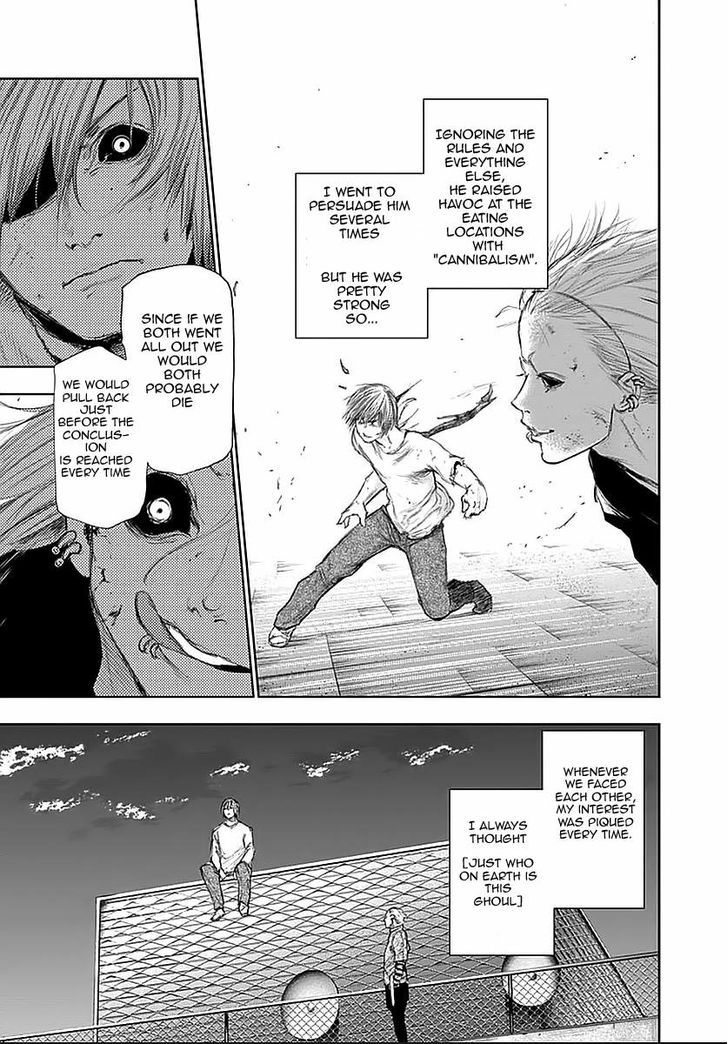 IGNORING THE
RULES AND
EVERYTHING
ELSE,
HE RAISED
HAVOC AT THE
EATING
LOCATIONS
WITH
"CANNIBALISM".
I WENT TO
PERSUADE HIM
SEVERAL
TIMES
BUT HE WAS
PRETTY
STRONG
SO...
SINCE IF WE
BOTH WENT
ALL OUT WE
WOULD
BOTH
PROBABLY
DIE
WE WOULD
PULL BACK
JUST
BEFORE THE
CONCLUS-
ION
IS REACHED
EVERY TIME
WHENEVER
WE FACED
EACH OTHER,
MY INTEREST
WAS PIQUED
EVERY TIME.
I ALWAYS
THOUGHT
[JUST WHO
ON EARTH IS
THIS
GHOUL]